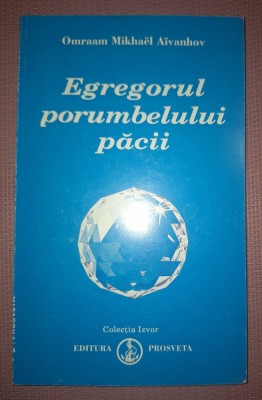 Omraam Mikhaël Aïvanhov
Egregorul
porumbelului
păcii
Colecția Izvor
EDITURA PROSVETA